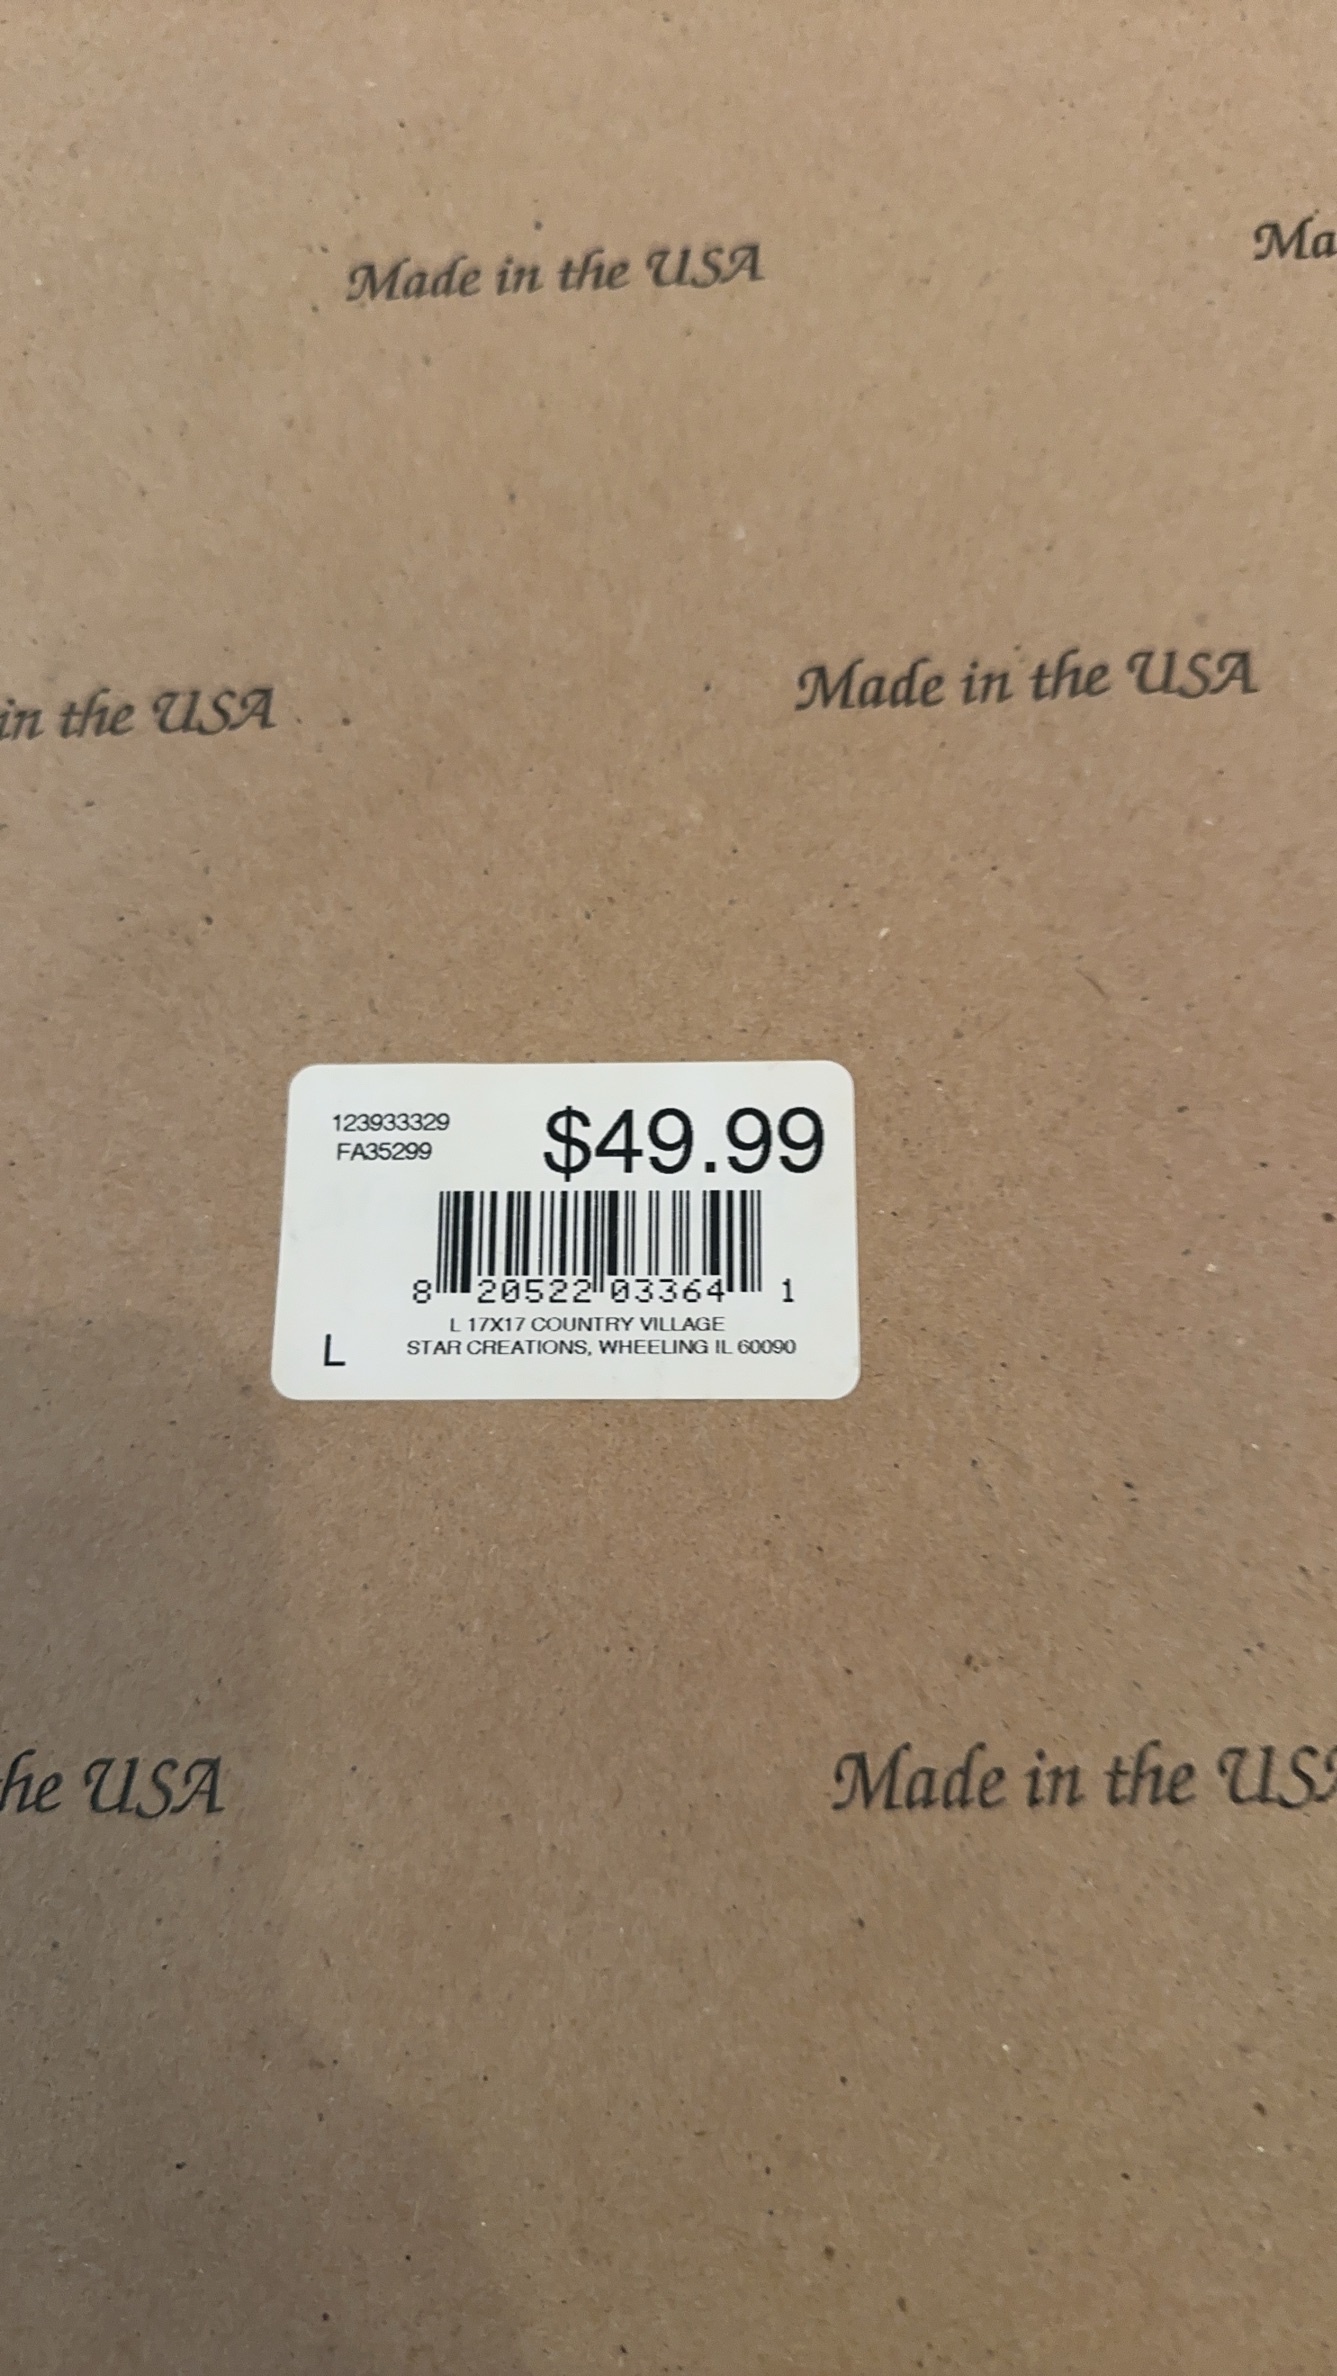 Made in the USA
Ma
in the USA
Made in the USA
123933329
$49.99
FA35299
8 20522 03364 1
L 17X17 COUNTRY VILLAGE
L
STAR CREATIONS, WHEELING IL 60090
he USA
Made in the USA